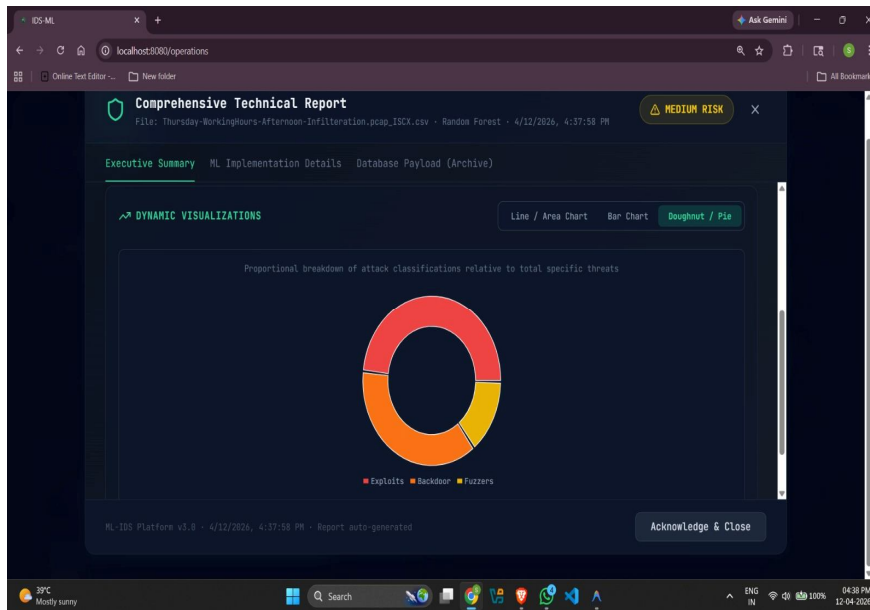 IDS-ML
Ask Gemini
localhost:8080/operations
Online Text Editor -...
New folder
All Bookmark
Comprehensive Technical Report
File: Thursday-WorkingHours-Afternoon-Infilteration.pcap_ISCX.csv · Random Forest · 4/12/2026, 4:37:58 PM
MEDIUM RISK
Executive Summary ML Implementation Details Database Payload (Archive)
DYNAMIC VISUALIZATIONS
Line / Area Chart Bar Chart Doughnut / Pie
Proportional breakdown of attack classifications relative to total specific threats
Exploits Backdoor Fuzzers
ML-IDS Platform v3.0 · 4/12/2026, 4:37:58 PM · Report auto-generated
Acknowledge & Close
39°C
Mostly sunny
Search
ENG
IN
100%
04:38 PM
12-04-2026